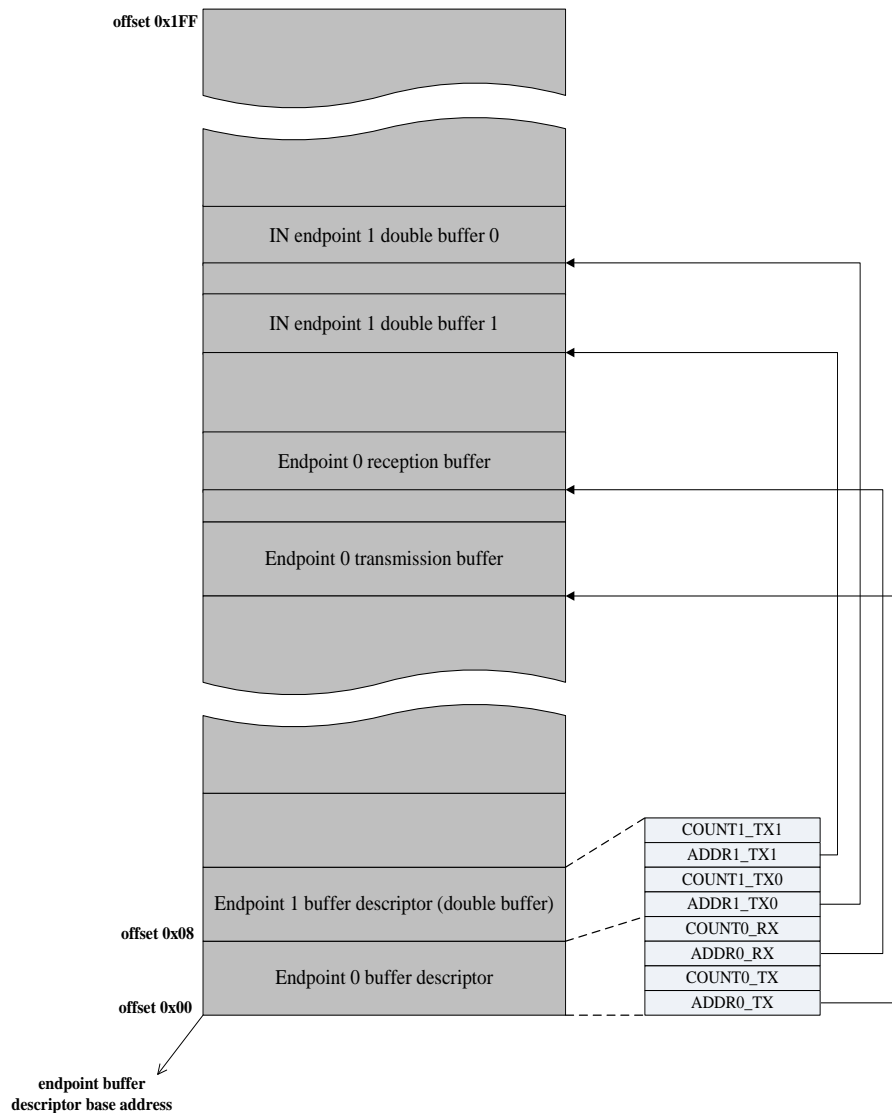 offset 0x1FF
IN endpoint 1 double buffer 0
IN endpoint 1 double buffer 1
Endpoint 0 reception buffer
Endpoint 0 transmission buffer
COUNT1_TX1
ADDR1_TX1
COUNT1_TX0
ADDR1_TX0
COUNT0_RX
ADDR0_RX
COUNT0_TX
ADDR0_TX
Endpoint 1 buffer descriptor (double buffer)
offset 0x08
Endpoint 0 buffer descriptor
offset 0x00
endpoint buffer
descriptor base address